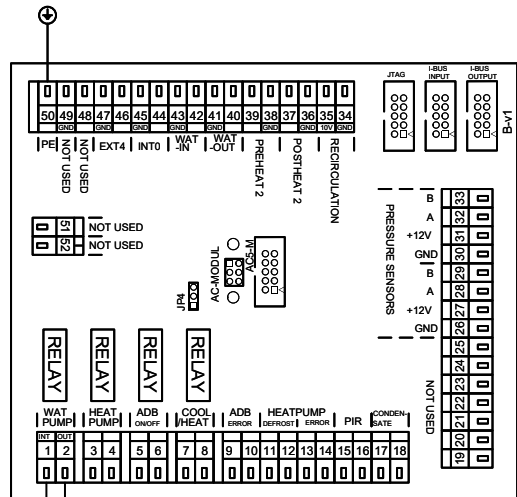 JTAG
I-BUS
INPUT
I-BUS
OUTPUT
B-v1
50 49 48 47 46 45 44 43 42 41 40 39 38 37 36 35 34
GND GND GND GND GND GND GND 10V GND
PE
NOT USED
NOT USED
EXT4
INT0
WAT
-IN
WAT
-OUT
PREHEAT 2
POSTHEAT 2
RECIRCULATION
51 NOT USED
52 NOT USED
AC-MODUL
AC5-M
JP4
PRESSURE SENSORS
B 33
A 32
+12V 31
GND 30
B 29
A 28
+12V 27
GND 26
25
24
23
22
21
20
19
NOT USED
RELAY RELAY RELAY RELAY
WAT
PUMP
HEAT
PUMP
ADB
ON/OFF
COOL
/HEAT
ADB
ERROR
HEATPUMP
DEFROST ERROR
PIR
CONDEN-
SATE
INT OUT
1 2 3 4 5 6 7 8 9 10 11 12 13 14 15 16 17 18